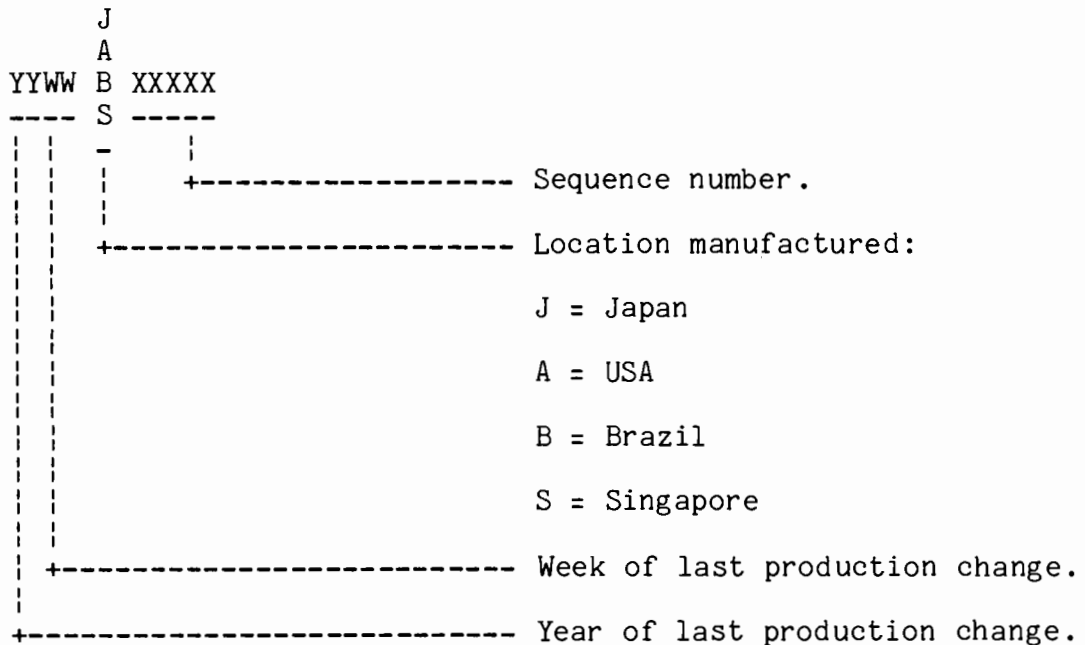 J
A
YYWW B XXXXX
---- S -----
-
Sequence number.
Location manufactured:
J = Japan
A = USA
B = Brazil
S = Singapore
Week of last production change.
Year of last production change.